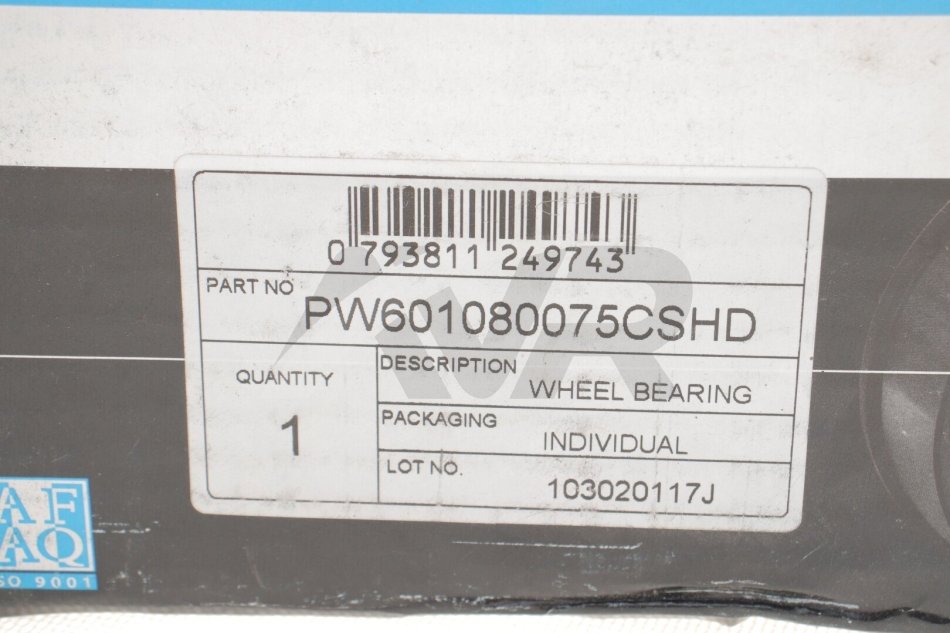 0 793811 249743
PART NO
PW601080075CSHD
QUANTITY
1
DESCRIPTION
WHEEL BEARING
PACKAGING
INDIVIDUAL
LOT NO.
103020117J
AF
AQ
ISO 9001